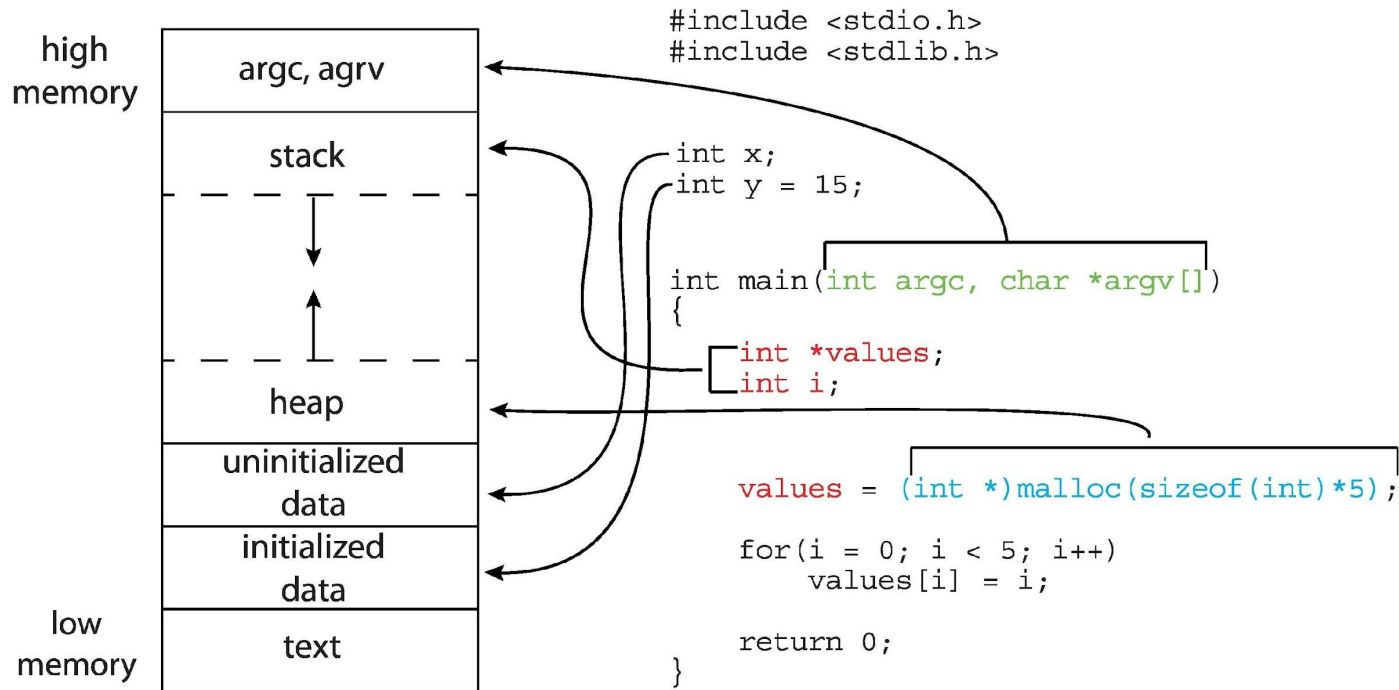 high
memory
argc, agrv
stack
heap
uninitialized
data
initialized
data
low
memory
text
#include <stdio.h>
#include <stdlib.h>
int x;
int y = 15;
int main(int argc, char *argv[])
{
int *values;
int i;
values = (int *)malloc(sizeof(int)*5);
for(i = 0; i < 5; i++)
values[i] = i;
return 0;
}